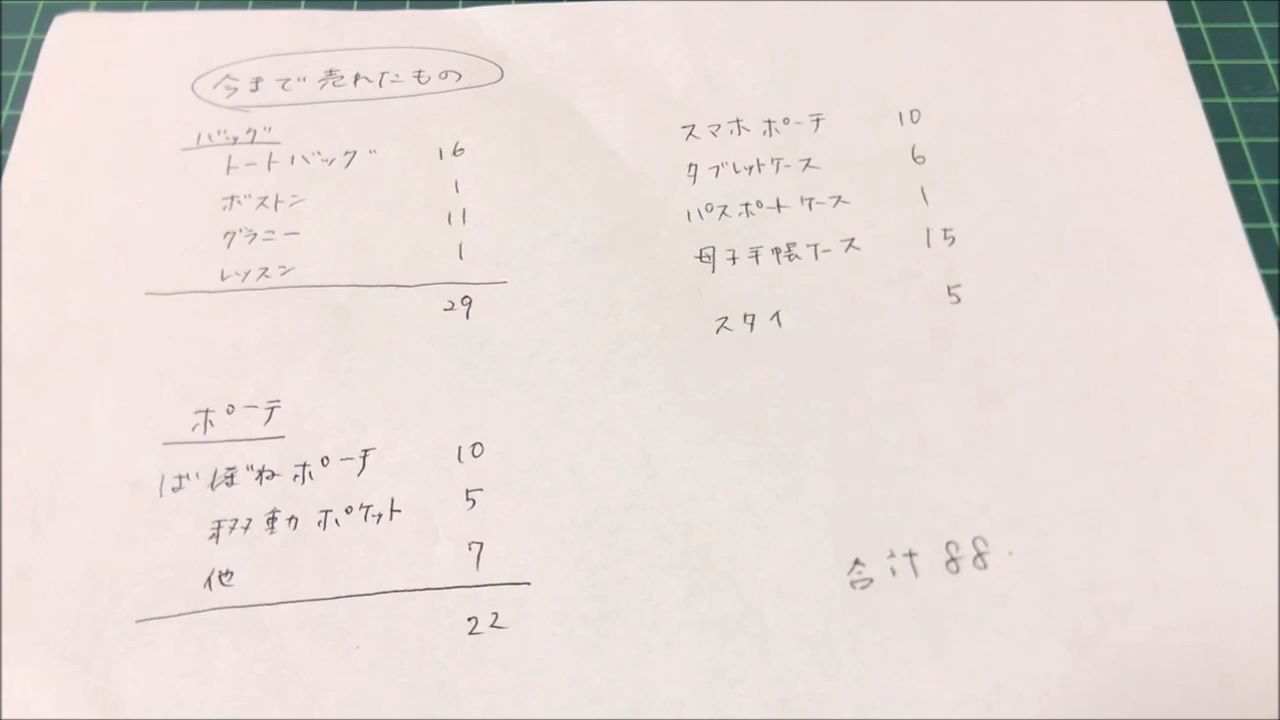 今まで売れたもの
バッグ
トートバッグ 16
ボストン 1
グラニー 11
レッスン 1
29
ポーチ
ばねぽねポーチ 10
移動ポケット 5
他 7
22
スマホポーチ 10
タブレットケース 6
パスポートケース 1
母子手帳ケース 15
スタイ 5
合計 88